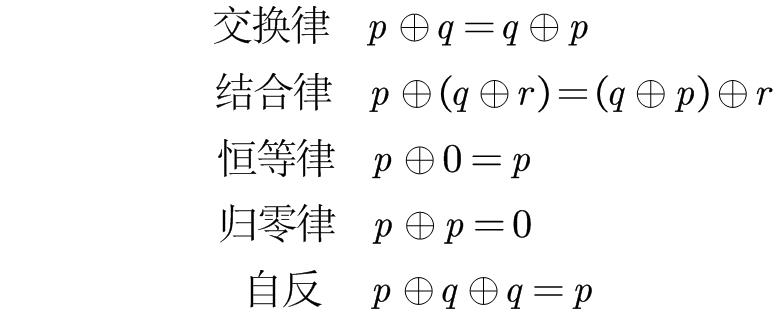 交换律 p ⊕ q = q ⊕ p
结合律 p ⊕ (q ⊕ r) = (q ⊕ p) ⊕ r
恒等律 p ⊕ 0 = p
归零律 p ⊕ p = 0
自反 p ⊕ q ⊕ q = p